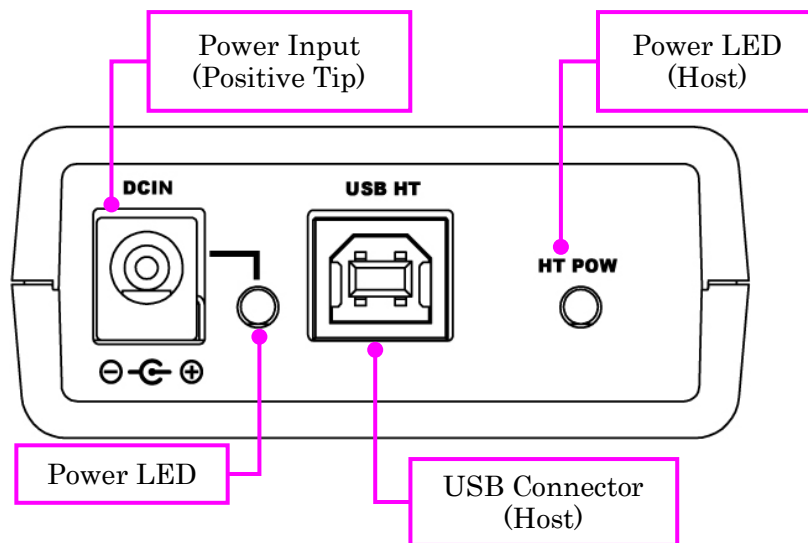 Power Input
(Positive Tip)
Power LED
(Host)
DCIN
USB HT
HT POW
Power LED
USB Connector
(Host)